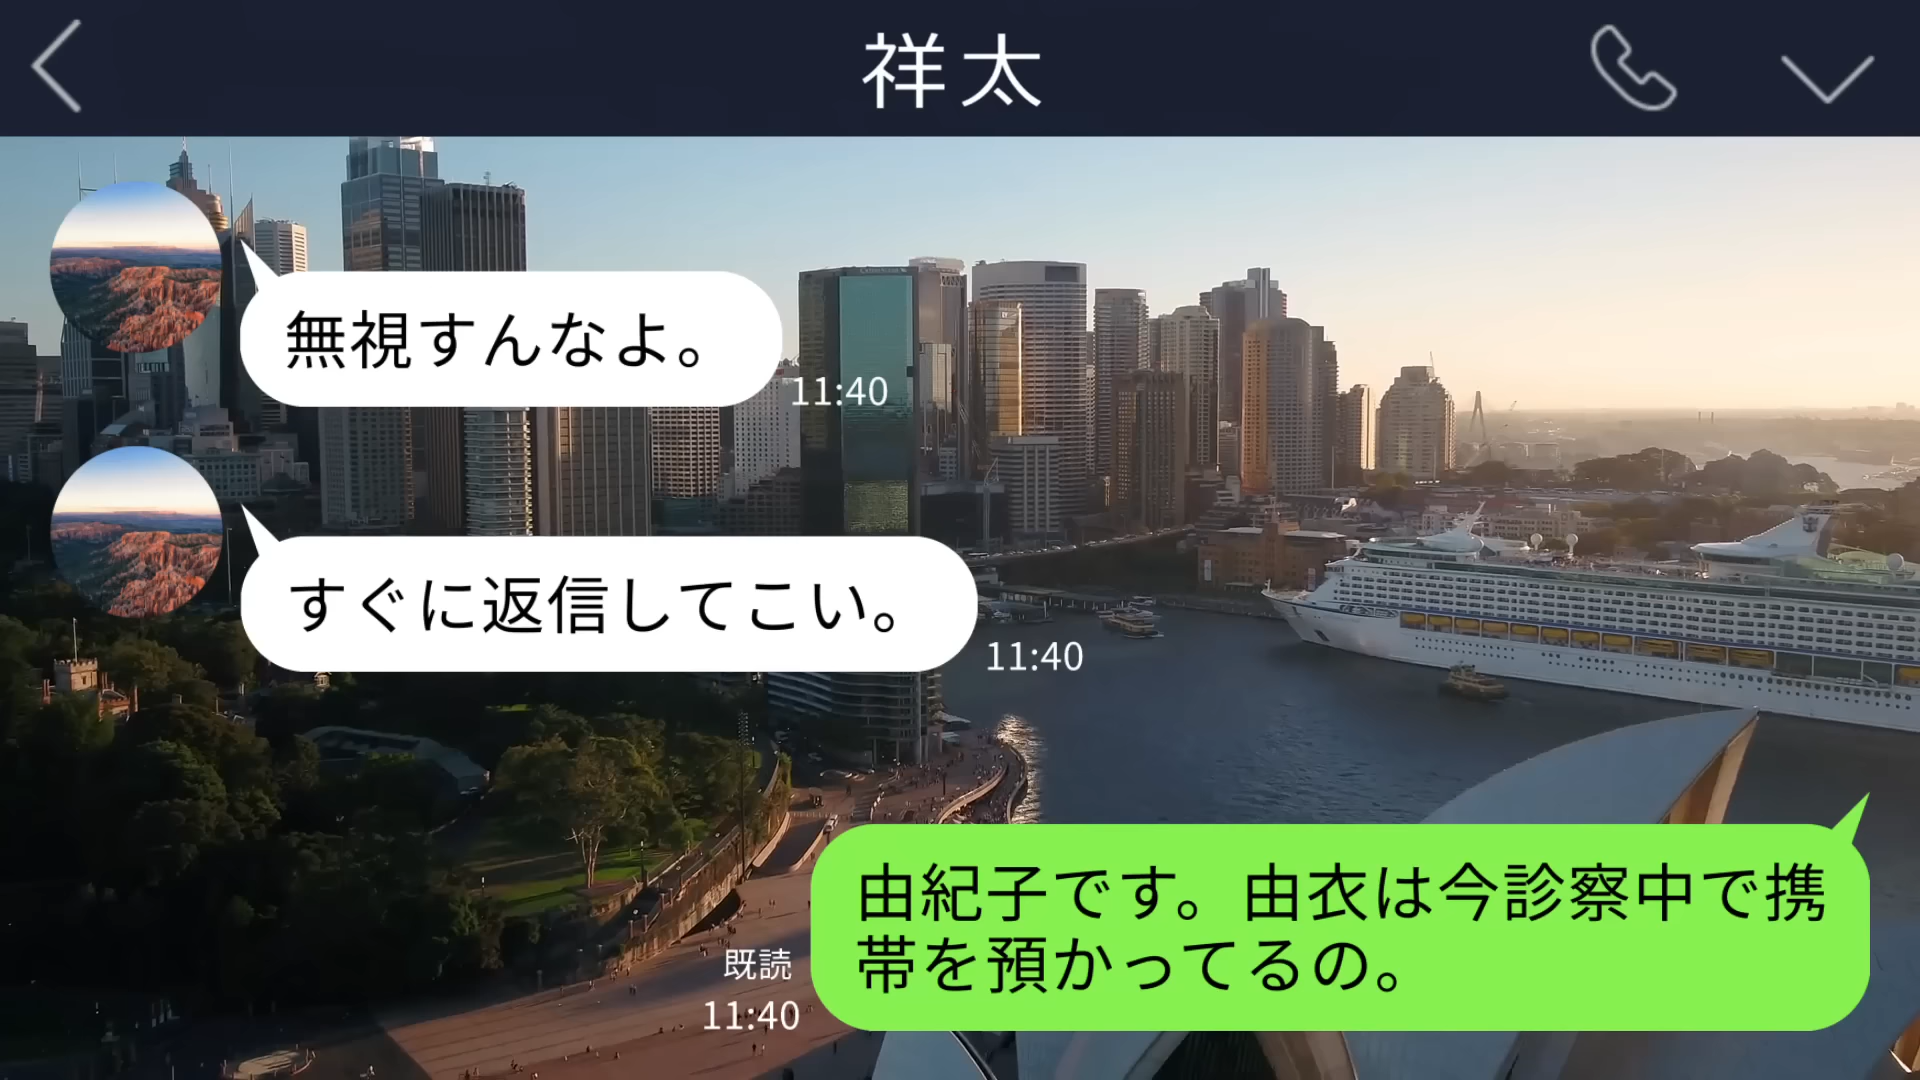 祥太
無視すんなよ。
11:40
すぐに返信してこい。
11:40
由紀子です。由衣は今診察中で携
帯を預かってるの。
既読
11:40